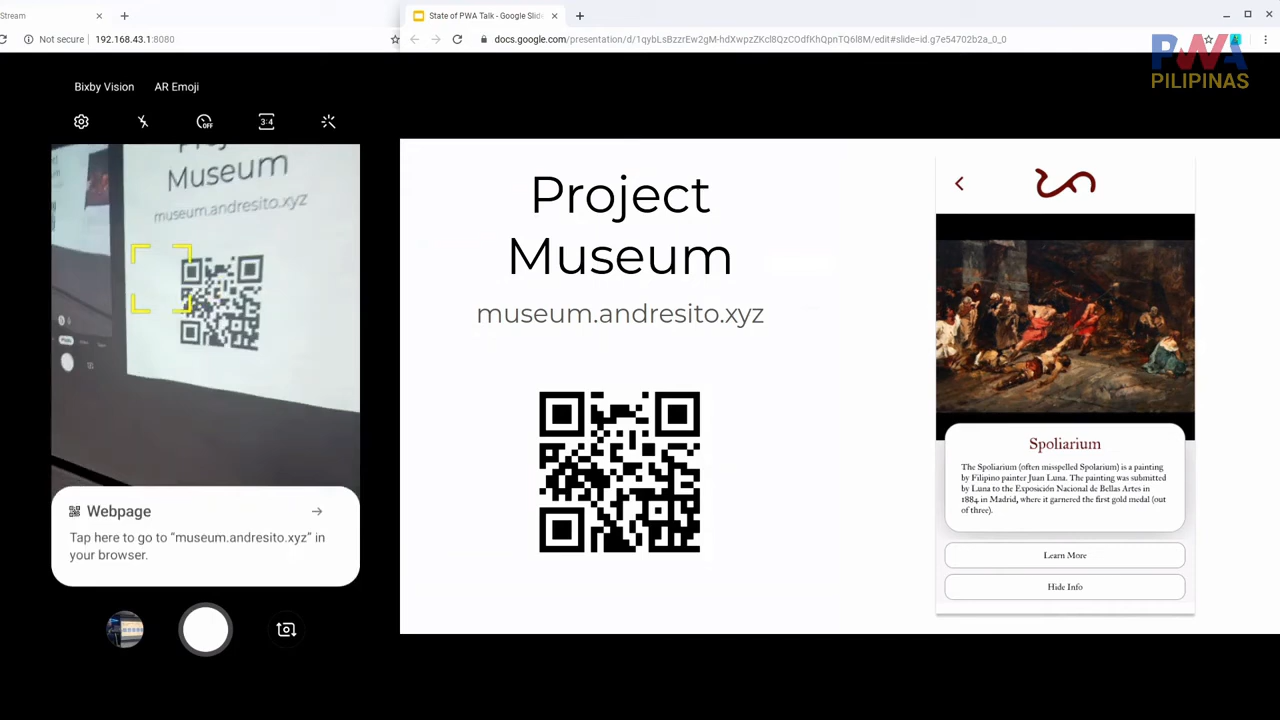 Stream
State of PWA Talk - Google Slid
Not secure
192.168.43.1:8080
docs.google.com/presentation/d/1qybLsBzzrEw2gM-hdXwpzZKcl8QzCOdfKhQpnTQ6l8M/edit#slide=id.g7e54702b2a_0_0
PWA
PILIPINAS
Bixby Vision
AR Emoji
OFF
3:4
Museum
museum.andresito.xyz
Webpage
Tap here to go to "museum.andresito.xyz" in
your browser.
Project
Museum
museum.andresito.xyz
Spoliarium
The Spoliarium (often misspelled Spolarium) is a painting
by Filipino painter Juan Luna. The painting was submitted
by Luna to the Exposición Nacional de Bellas Artes in
1884 in Madrid, where it garnered the first gold medal (out
of three).
Learn More
Hide Info